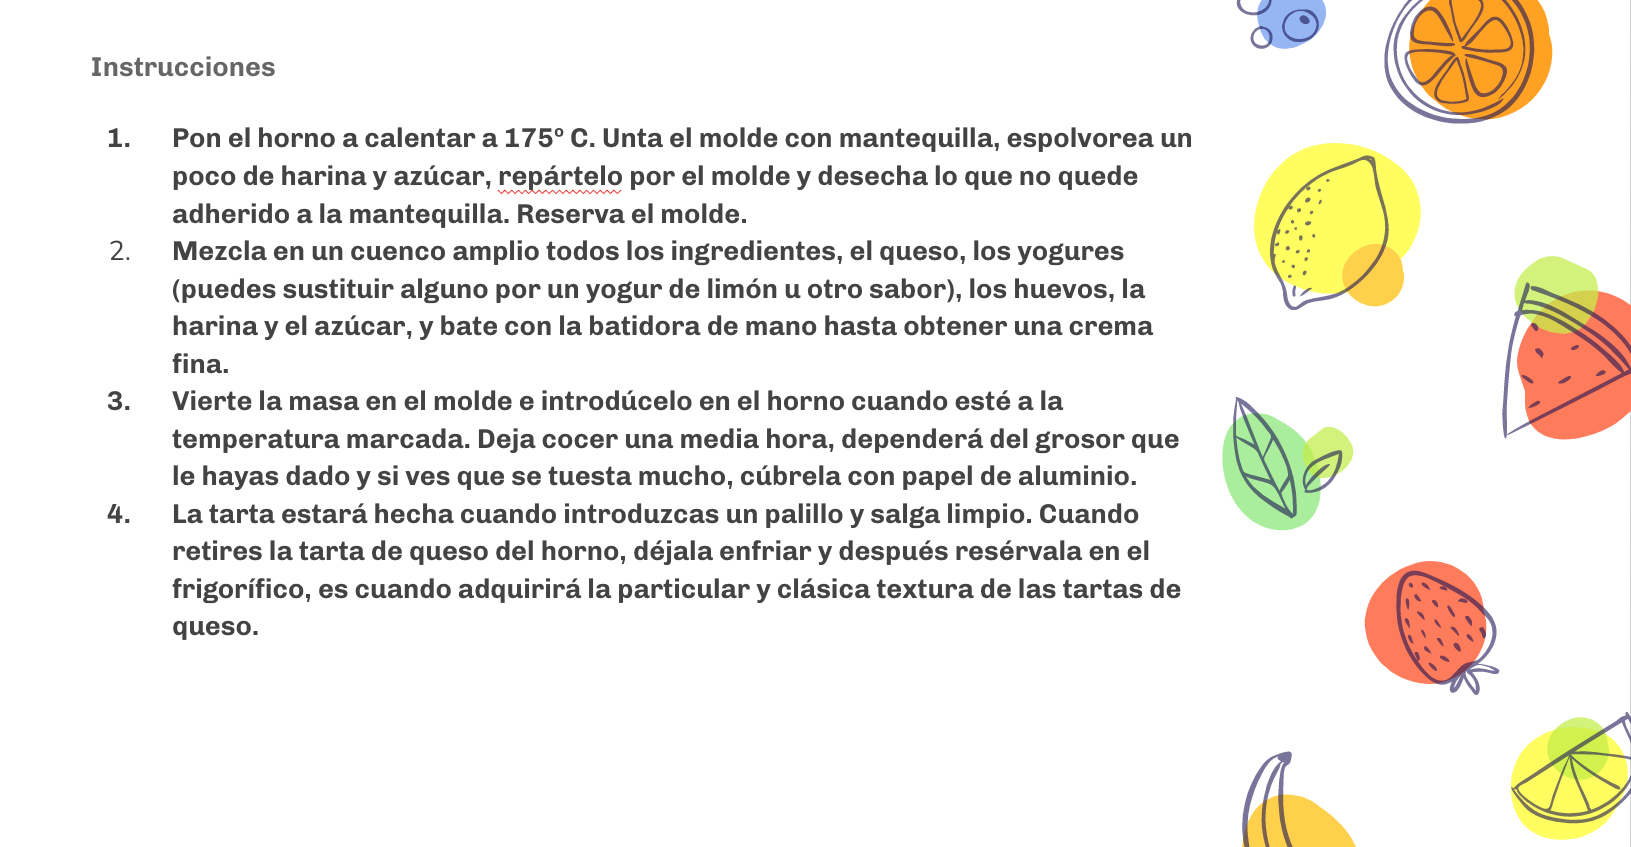 Instrucciones
1. Pon el horno a calentar a 175º C. Unta el molde con mantequilla, espolvorea un
poco de harina y azúcar, repártelo por el molde y desecha lo que no quede
adherido a la mantequilla. Reserva el molde.
2. Mezcla en un cuenco amplio todos los ingredientes, el queso, los yogures
(puedes sustituir alguno por un yogur de limón u otro sabor), los huevos, la
harina y el azúcar, y bate con la batidora de mano hasta obtener una crema
fina.
3. Vierte la masa en el molde e introdúcelo en el horno cuando esté a la
temperatura marcada. Deja cocer una media hora, dependerá del grosor que
le hayas dado y si ves que se tuesta mucho, cúbrela con papel de aluminio.
4. La tarta estará hecha cuando introduzcas un palillo y salga limpio. Cuando
retires la tarta de queso del horno, déjala enfriar y después resérvala en el
frigorífico, es cuando adquirirá la particular y clásica textura de las tartas de
queso.